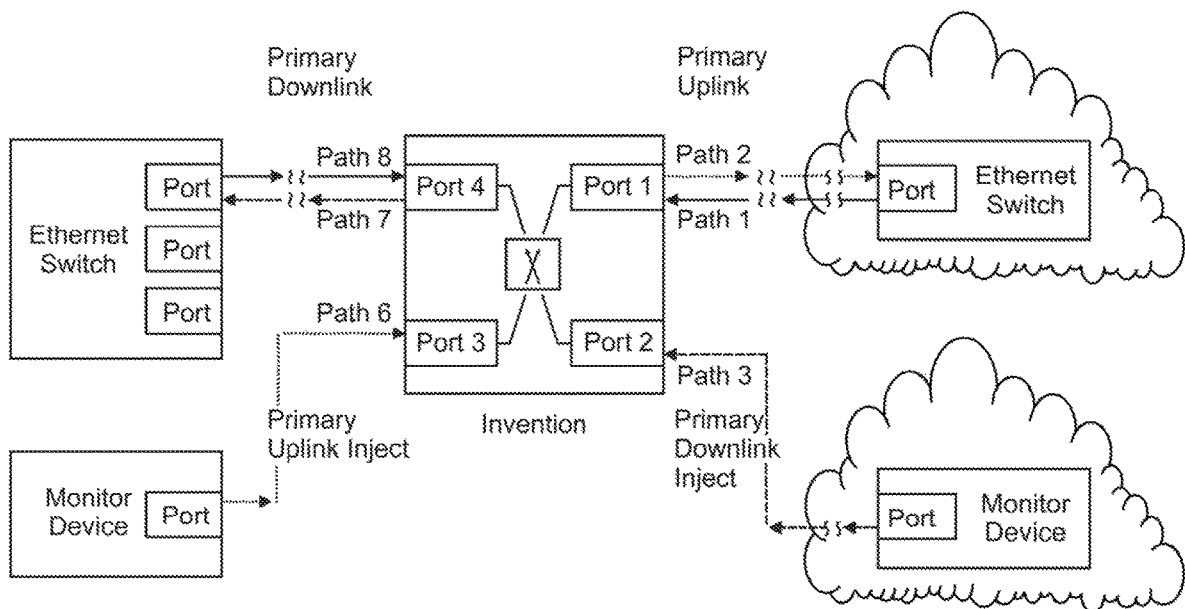 Primary
Downlink
Primary
Uplink
Ethernet
Switch
Port
Port
Port
Path 8
Path 7
Path 6
Port 4
Port 1
Port 3
Port 2
Invention
Path 2
Path 1
Path 3
Port
Ethernet
Switch
Monitor
Device
Port
Primary
Uplink Inject
Primary
Downlink
Inject
Port
Monitor
Device